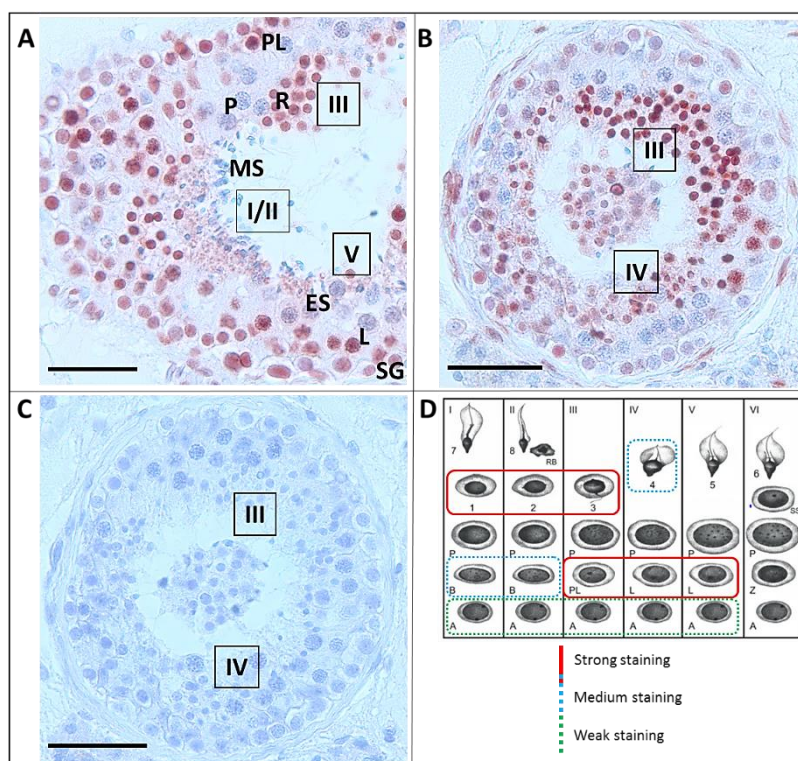 A
PL
P
R
III
MS
I/II
V
ES
L
SG
B
III
IV
C
III
IV
D
I II III IV V VI
7 8 RB 4 5 6
1 2 3 SS
P P P P P P
B B PL L L Z
A A A A A A
Strong staining
Medium staining
Weak staining